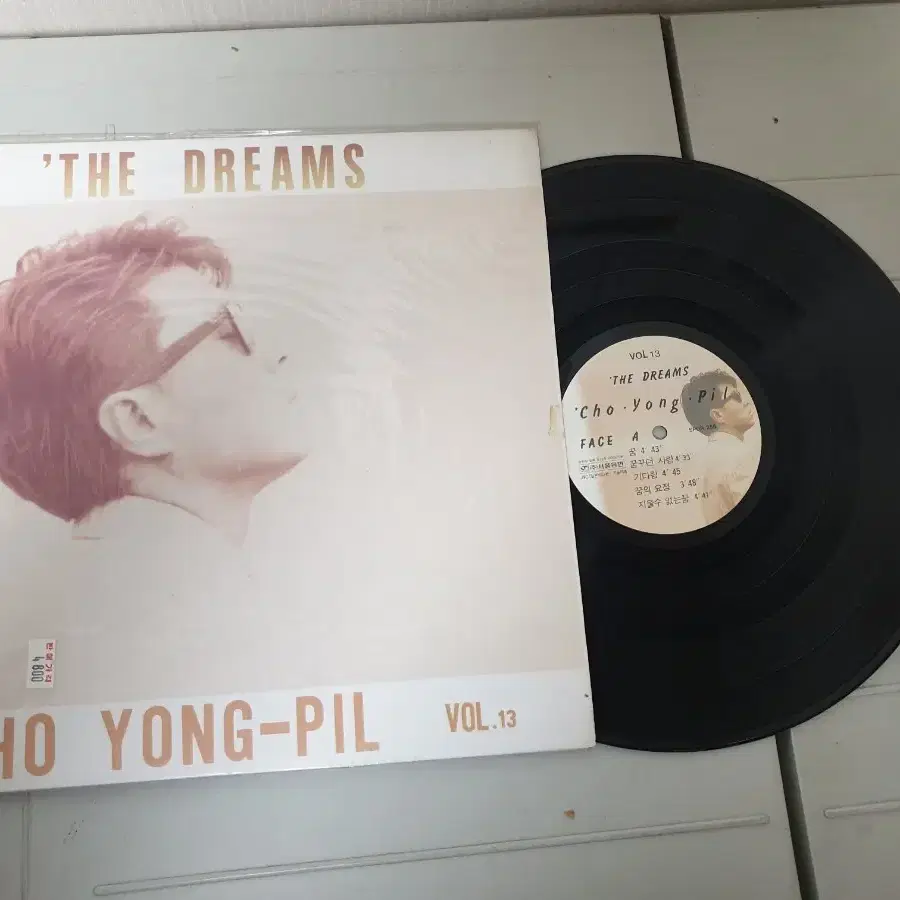 'THE DREAMS
HO YONG-PIL VOL.13
4,800
VOL 13
'THE DREAMS
'Cho.Yong.Pil
FACE A
꿈 4' 43"
꿈꾸던 사랑 4' 33"
기다림 4' 45
꿈의 요정 3' 48"
지울수 없는꿈 4' 41"